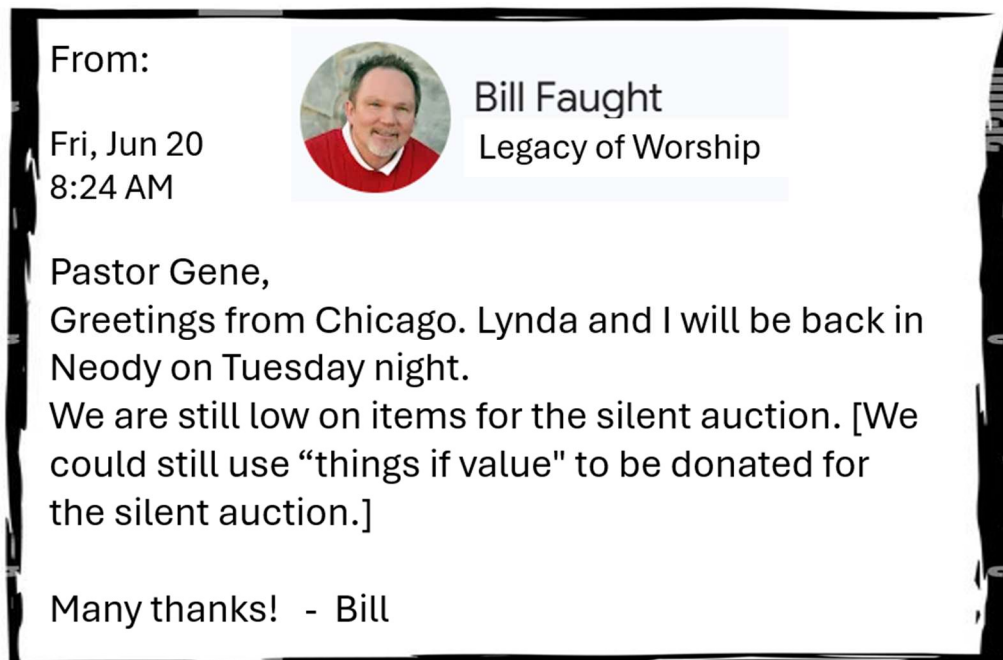 From:
Bill Faught
Legacy of Worship
Fri, Jun 20
8:24 AM
Pastor Gene,
Greetings from Chicago. Lynda and I will be back in
Neody on Tuesday night.
We are still low on items for the silent auction. [We
could still use “things if value" to be donated for
the silent auction.]
Many thanks!  -  Bill